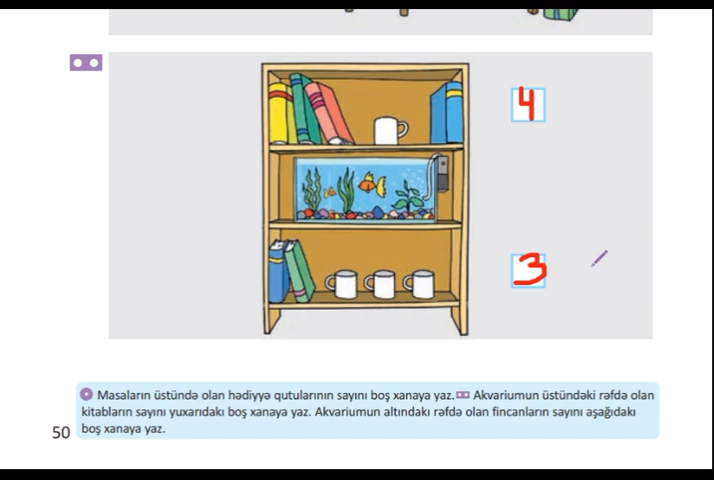 4
3
Masaların üstündə olan hədiyyə qutularının sayını boş xanaya yaz. Akvariumun üstündəki rəfdə olan
kitabların sayını yuxarıdakı boş xanaya yaz. Akvariumun altındakı rəfdə olan fincanların sayını aşağıdakı
boş xanaya yaz.
50